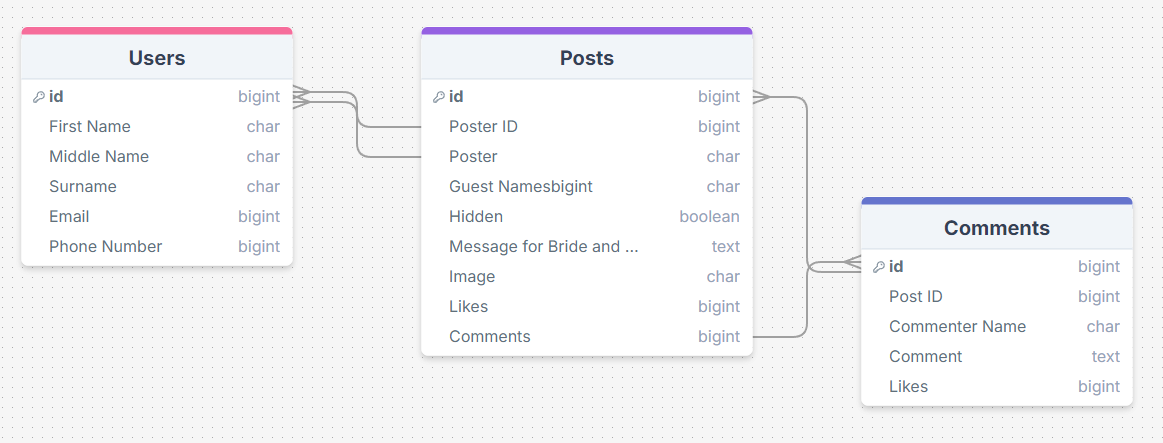 Users
id bigint
First Name char
Middle Name char
Surname char
Email bigint
Phone Number bigint
Posts
id bigint
Poster ID bigint
Poster char
Guest Namesbigint char
Hidden boolean
Message for Bride and ... text
Image char
Likes bigint
Comments bigint
Comments
id bigint
Post ID bigint
Commenter Name char
Comment text
Likes bigint